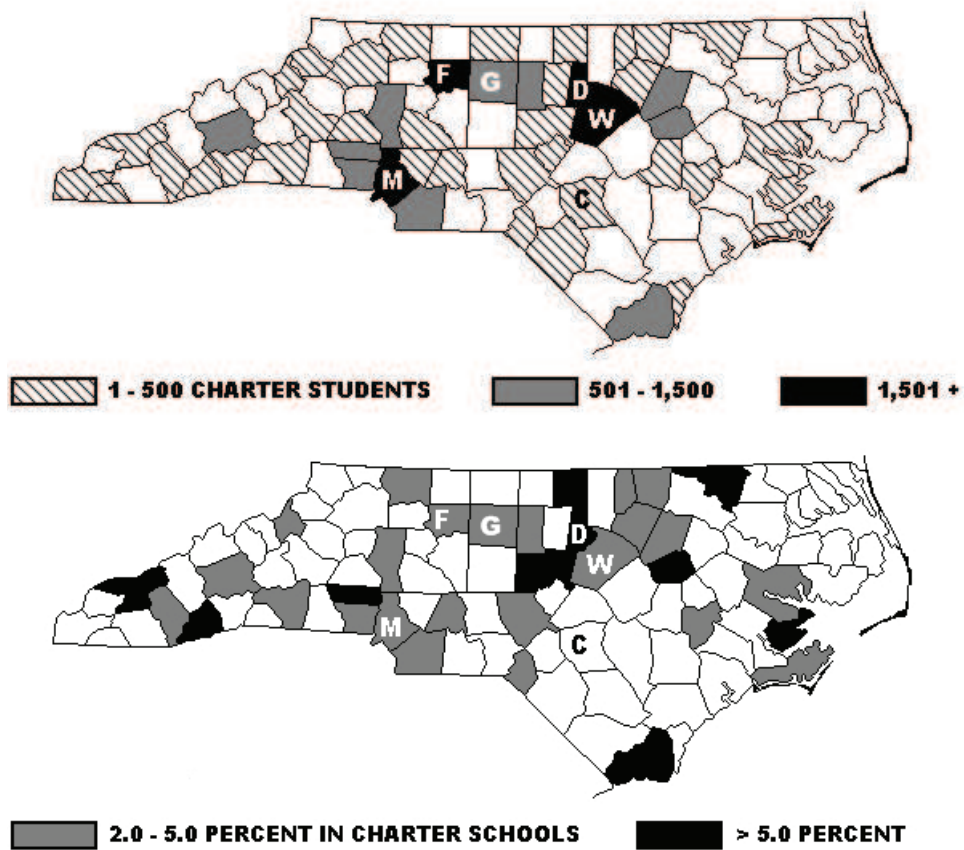 F
G
D
W
M
C
1 - 500 CHARTER STUDENTS 501 - 1,500 1,501 +
F
G
D
W
M
C
2.0 - 5.0 PERCENT IN CHARTER SCHOOLS > 5.0 PERCENT